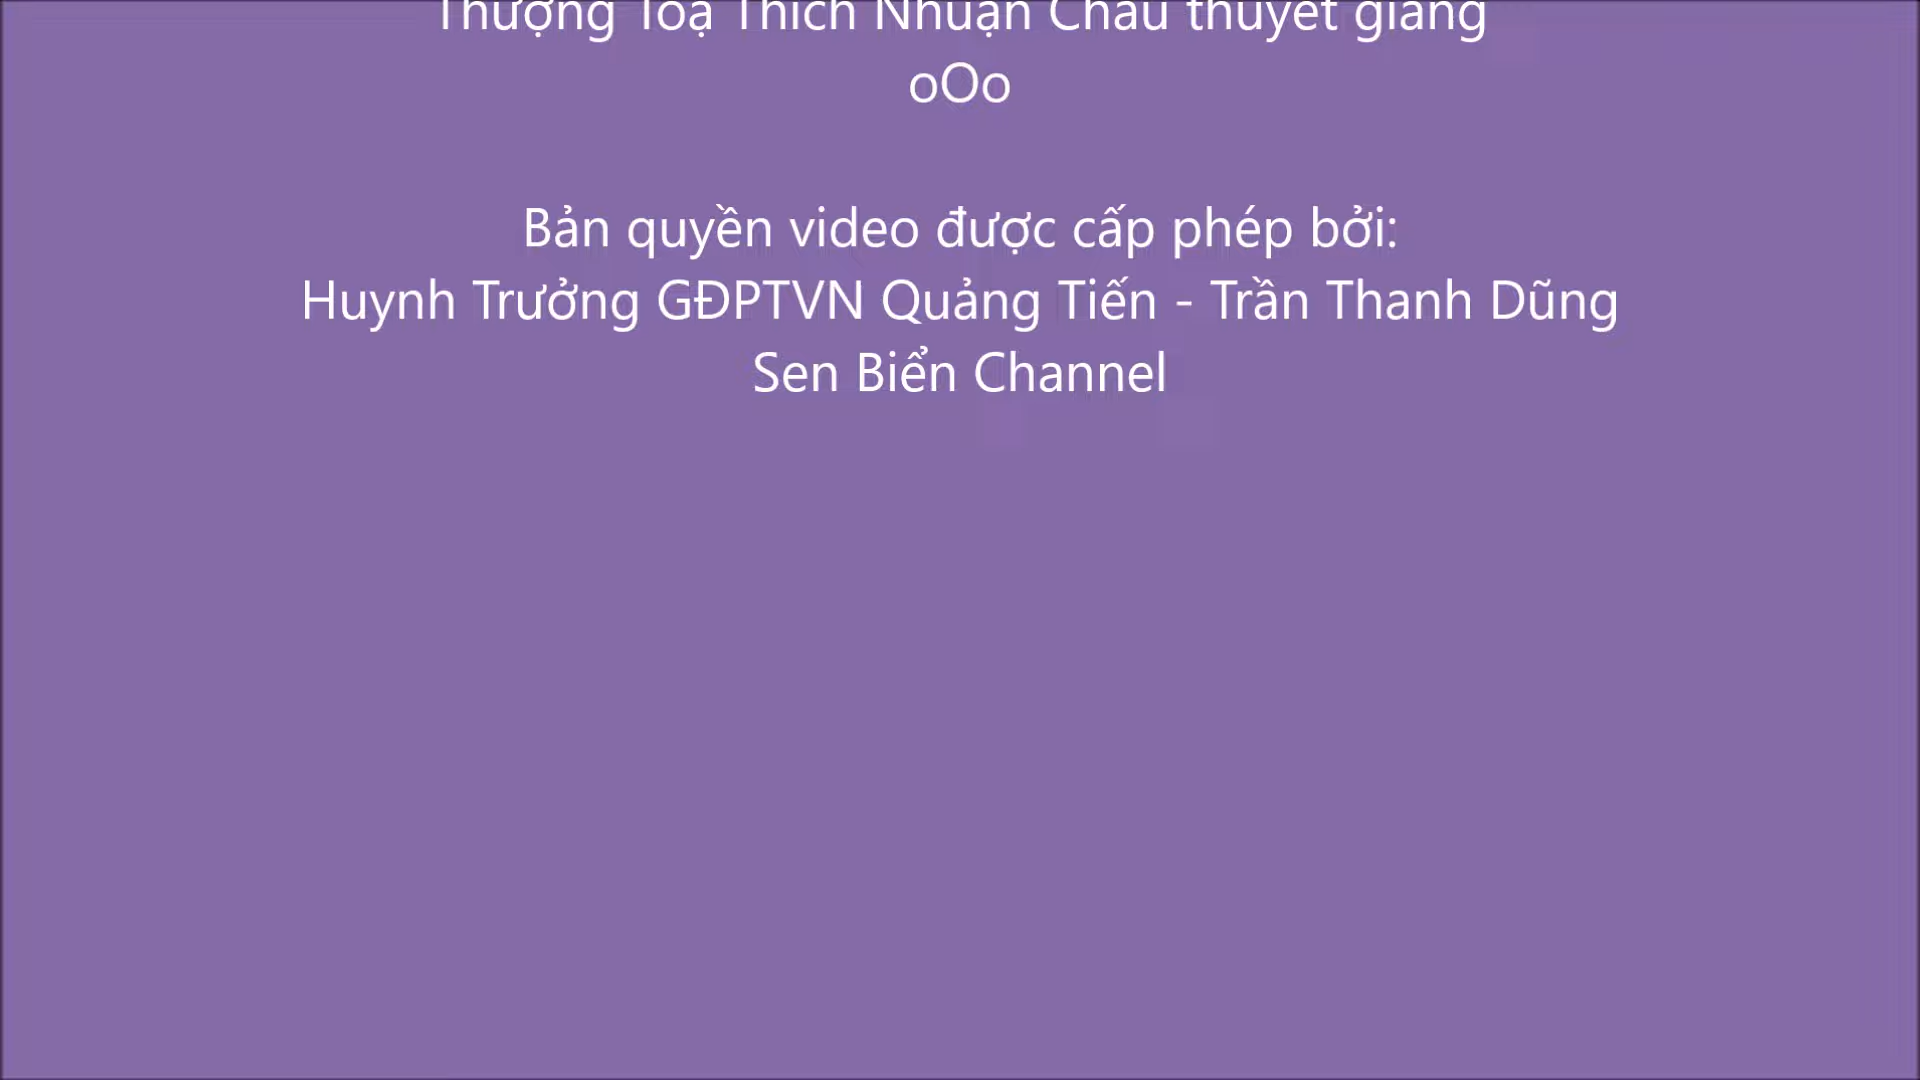 Thượng Toạ Thích Nhuận Châu thuyết giảng
oOo
Bản quyền video được cấp phép bởi:
Huynh Trưởng GĐPTVN Quảng Tiến - Trần Thanh Dũng
Sen Biển Channel